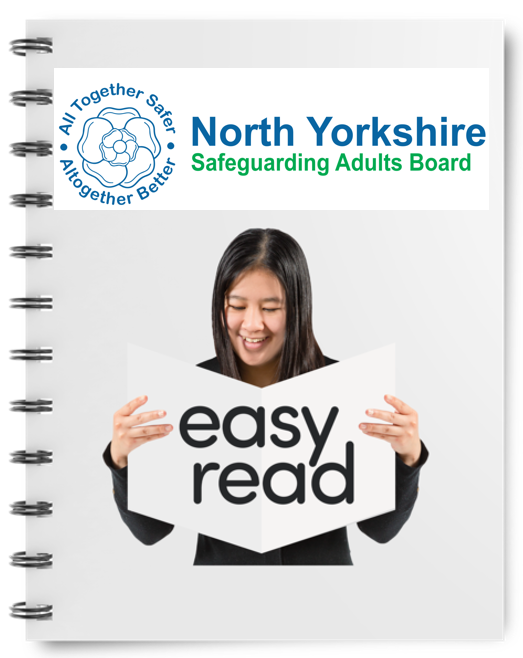 All Together Safer
Altogether Better
North Yorkshire
Safeguarding Adults Board
easy
read